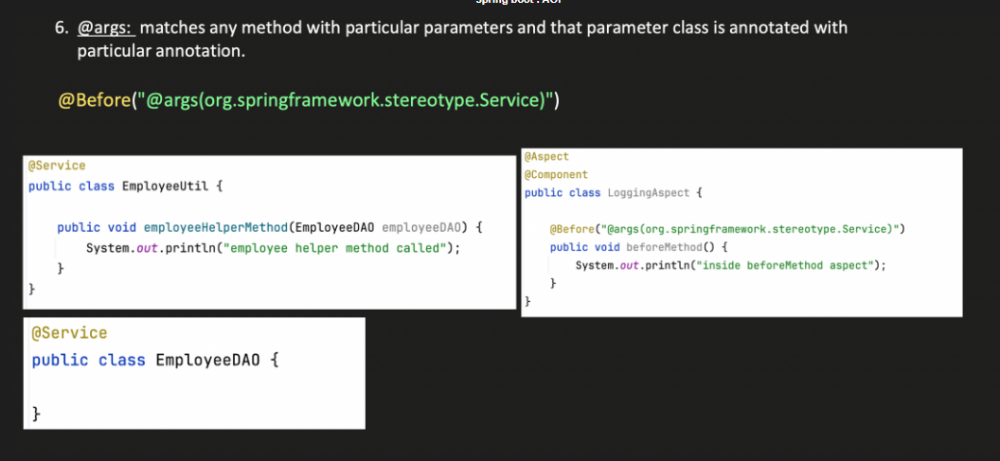 Spring boot : AOP
6. @args: matches any method with particular parameters and that parameter class is annotated with
particular annotation.
@Before("@args(org.springframework.stereotype.Service)")
@Service
public class EmployeeUtil {
public void employeeHelperMethod(EmployeeDAO employeeDAO) {
System.out.println("employee helper method called");
}
}
@Aspect
@Component
public class LoggingAspect {
@Before("@args(org.springframework.stereotype.Service)")
public void beforeMethod() {
System.out.println("inside beforeMethod aspect");
}
}
@Service
public class EmployeeDAO {
}